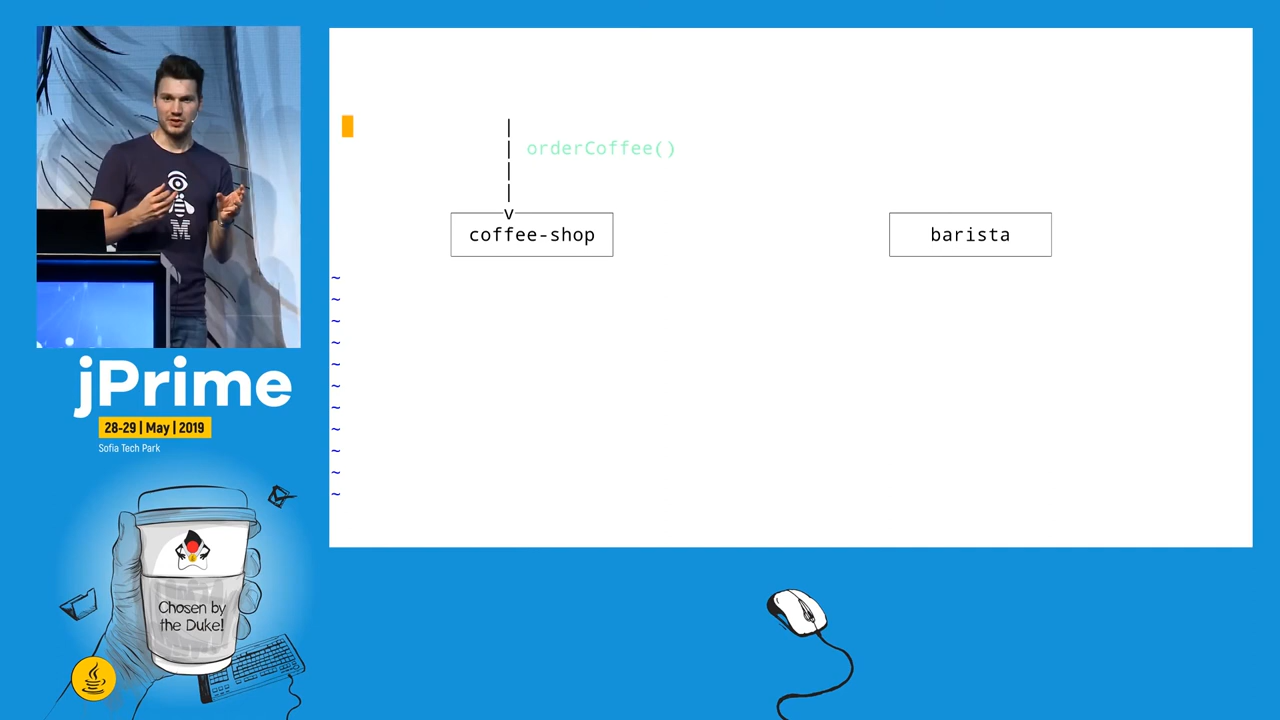 M
jPrime
28-29 | May | 2019
Sofia Tech Park
Chosen by
the Duke!
|
| orderCoffee()
|
|
v
coffee-shop
barista
~
~
~
~
~
~
~
~
~
~
~